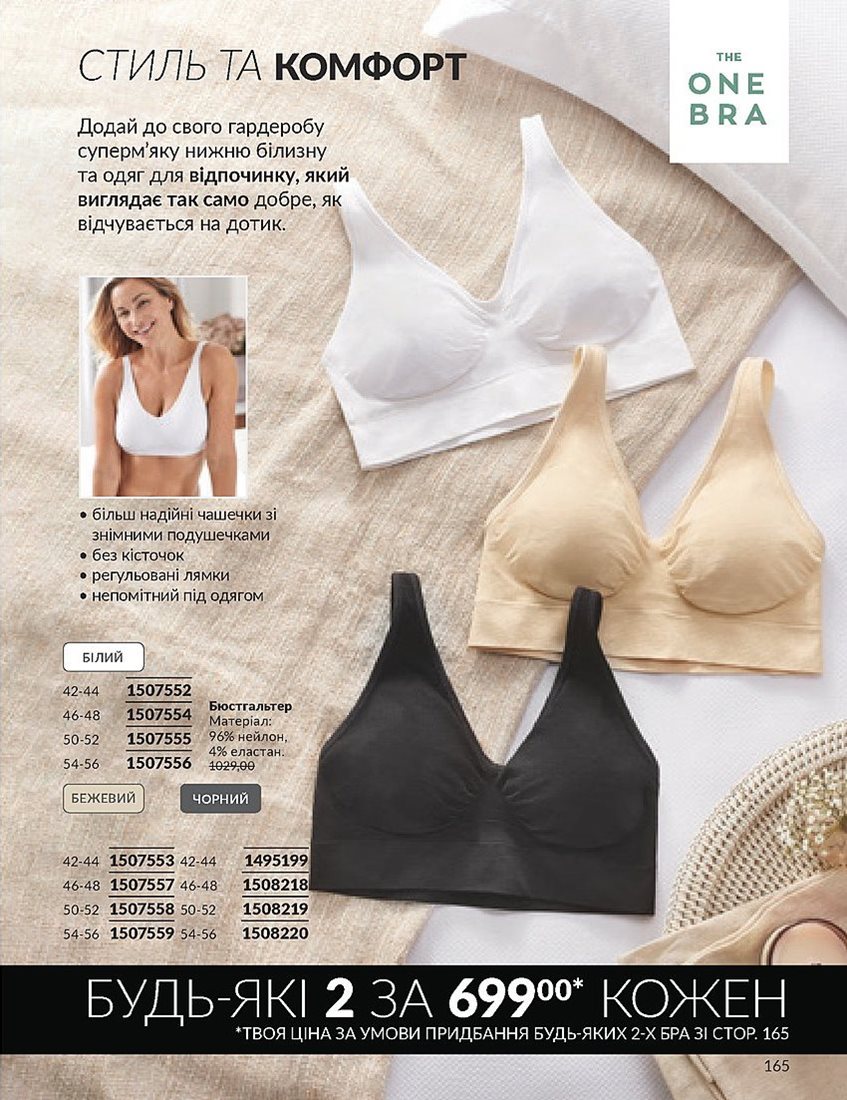 СТИЛЬ ТА КОМФОРТ
THE
ONE
BRA
Додай до свого гардеробу
суперм'яку нижню білизну
та одяг для відпочинку, який
виглядає так само добре, як
відчувається на дотик.
• більш надійні чашечки зі
знімними подушечками
• без кісточок
• регульовані лямки
• непомітний під одягом
БІЛИЙ
42-44 1507552
46-48 1507554
50-52 1507555
54-56 1507556
Бюстгальтер
Матеріал:
96% нейлон,
4% еластан.
1029,00
БЕЖЕВИЙ ЧОРНИЙ
42-44 1507553 42-44 1495199
46-48 1507557 46-48 1508218
50-52 1507558 50-52 1508219
54-56 1507559 54-56 1508220
БУДЬ-ЯКІ 2 ЗА 69900* КОЖЕН
*ТВОЯ ЦІНА ЗА УМОВИ ПРИДБАННЯ БУДЬ-ЯКИХ 2-Х БРА ЗІ СТОР. 165
165